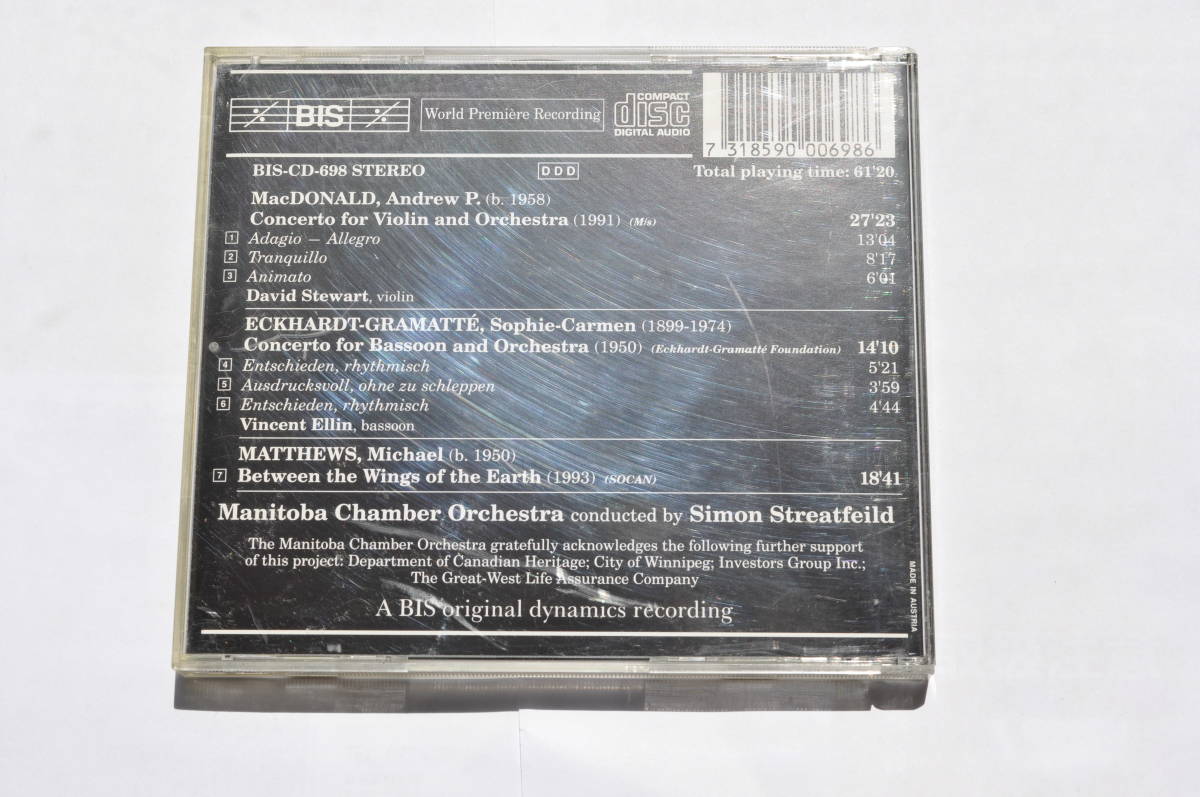 BIS
World Première Recording
COMPACT
disc
DIGITAL AUDIO
7 318590 006986
BIS-CD-698 STEREO
D D D
Total playing time: 61'20
MacDONALD, Andrew P. (b. 1958)
Concerto for Violin and Orchestra (1991) (M/s) 27'23
1 Adagio – Allegro 13'04
2 Tranquillo 8'17
3 Animato 6'01
David Stewart, violin
ECKHARDT-GRAMATTÉ, Sophie-Carmen (1899-1974)
Concerto for Bassoon and Orchestra (1950) (Eckhardt-Gramatté Foundation) 14'10
4 Entschieden, rhythmisch 5'21
5 Ausdrucksvoll, ohne zu schleppen 3'59
6 Entschieden, rhythmisch 4'44
Vincent Ellin, bassoon
MATTHEWS, Michael (b. 1950)
7 Between the Wings of the Earth (1993) (SOCAN) 18'41
Manitoba Chamber Orchestra conducted by Simon Streatfeild
The Manitoba Chamber Orchestra gratefully acknowledges the following further support
of this project: Department of Canadian Heritage; City of Winnipeg; Investors Group Inc.;
The Great-West Life Assurance Company
A BIS original dynamics recording
MADE IN AUSTRIA